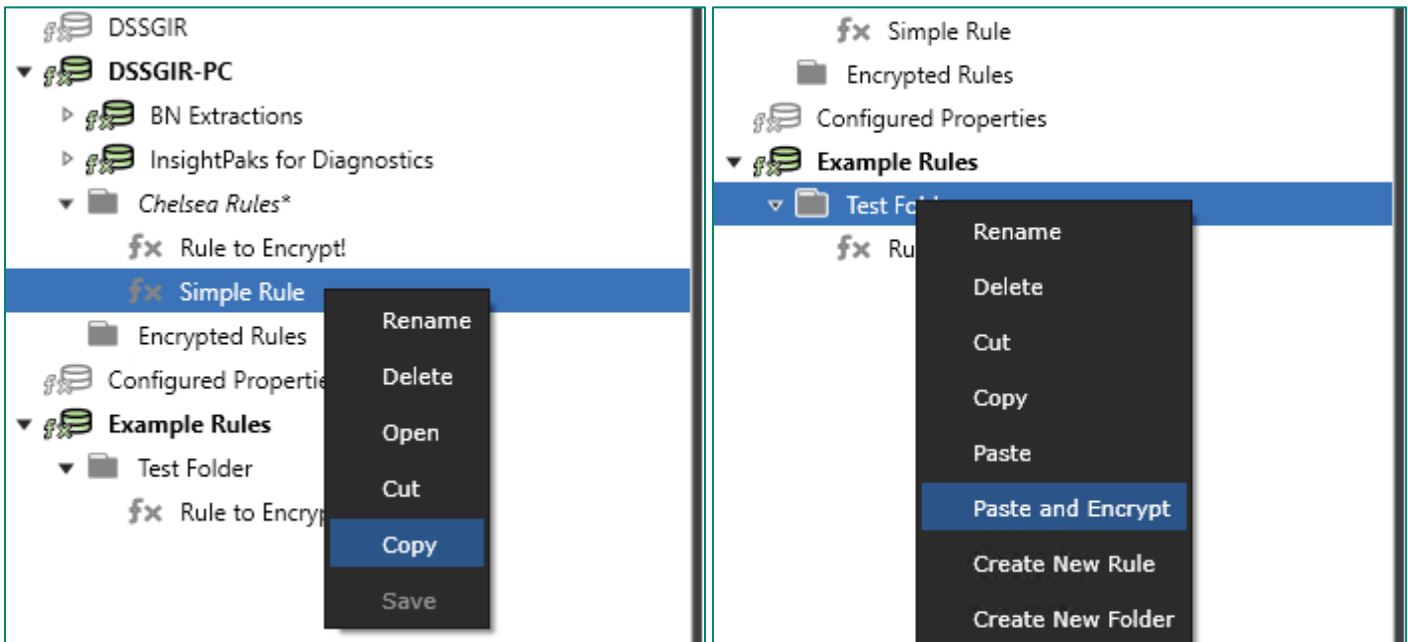 DSSGIR
DSSGIR-PC
BN Extractions
InsightPaks for Diagnostics
Chelsea Rules*
Rule to Encrypt!
Simple Rule
Encrypted Rules
Configured Propertie
Example Rules
Test Folder
Rule to Encryp
Rename
Delete
Open
Cut
Copy
Save
Simple Rule
Encrypted Rules
Configured Properties
Example Rules
Test Fo
Ru
Rename
Delete
Cut
Copy
Paste
Paste and Encrypt
Create New Rule
Create New Folder